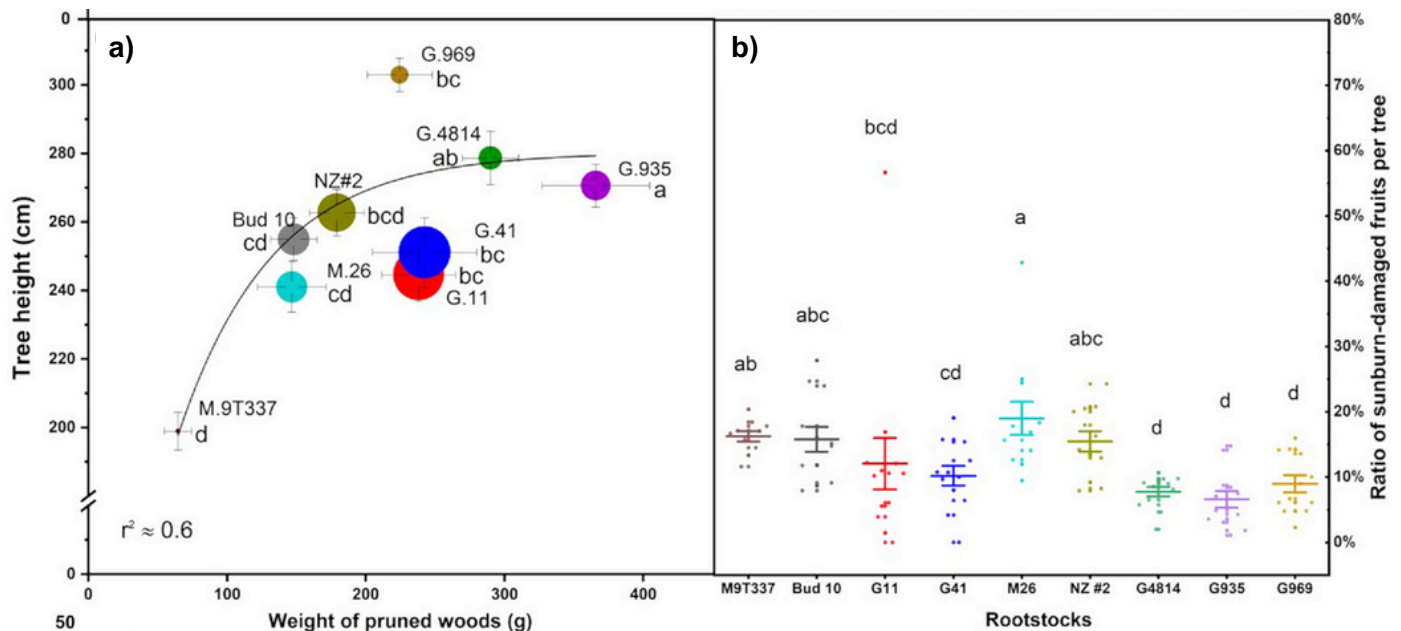 a)
Tree height (cm)
0
300
280
260
240
220
200
0
G.969
bc
G.4814
ab
G.935
a
NZ#2
bcd
Bud 10
cd
G.41
bc
M.26
cd
bc
G.11
M.9T337
d
r² ≈ 0.6
0
100
200
300
400
50
Weight of pruned woods (g)
b)
80%
70%
60%
50%
40%
30%
20%
10%
0%
Ratio of sunburn-damaged fruits per tree
bcd
a
abc
abc
ab
cd
d
d
d
M9T337
Bud 10
G11
G41
M26
NZ #2
G4814
G935
G969
Rootstocks